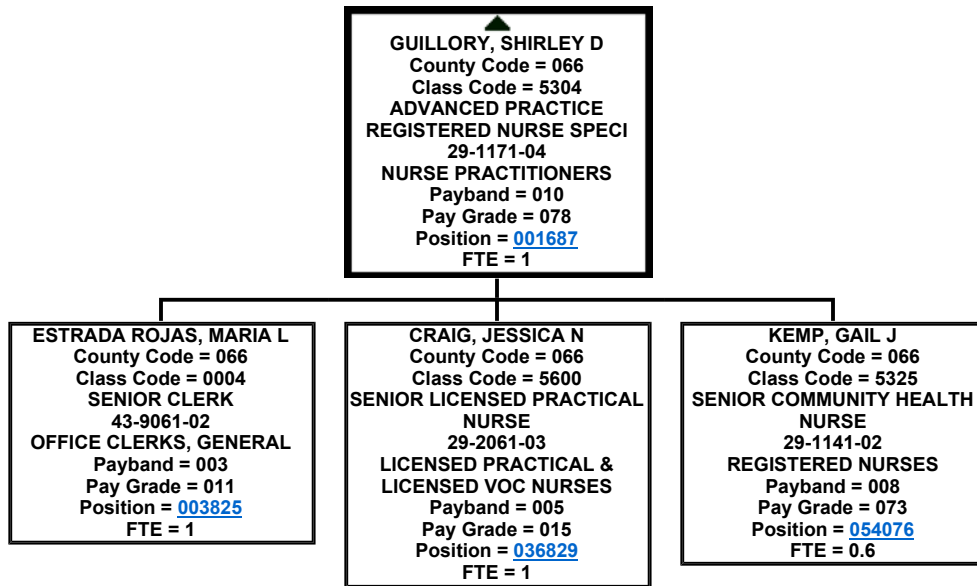 GUILLORY, SHIRLEY D
County Code = 066
Class Code = 5304
ADVANCED PRACTICE
REGISTERED NURSE SPECI
29-1171-04
NURSE PRACTITIONERS
Payband = 010
Pay Grade = 078
Position = 001687
FTE = 1
ESTRADA ROJAS, MARIA L
County Code = 066
Class Code = 0004
SENIOR CLERK
43-9061-02
OFFICE CLERKS, GENERAL
Payband = 003
Pay Grade = 011
Position = 003825
FTE = 1
CRAIG, JESSICA N
County Code = 066
Class Code = 5600
SENIOR LICENSED PRACTICAL
NURSE
29-2061-03
LICENSED PRACTICAL &
LICENSED VOC NURSES
Payband = 005
Pay Grade = 015
Position = 036829
FTE = 1
KEMP, GAIL J
County Code = 066
Class Code = 5325
SENIOR COMMUNITY HEALTH
NURSE
29-1141-02
REGISTERED NURSES
Payband = 008
Pay Grade = 073
Position = 054076
FTE = 0.6